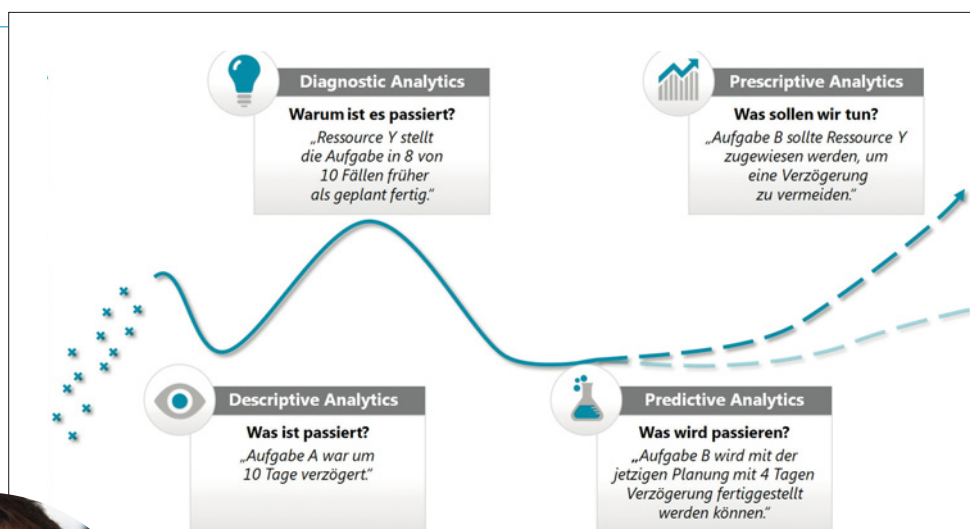 Diagnostic Analytics
Warum ist es passiert?
„Ressource Y stellt
die Aufgabe in 8 von
10 Fällen früher
als geplant fertig.“
Prescriptive Analytics
Was sollen wir tun?
„Aufgabe B sollte Ressource Y
zugewiesen werden, um
eine Verzögerung
zu vermeiden.“
Descriptive Analytics
Was ist passiert?
„Aufgabe A war um
10 Tage verzögert.“
Predictive Analytics
Was wird passieren?
„Aufgabe B wird mit der
jetzigen Planung mit 4 Tagen
Verzögerung fertiggestellt
werden können.“